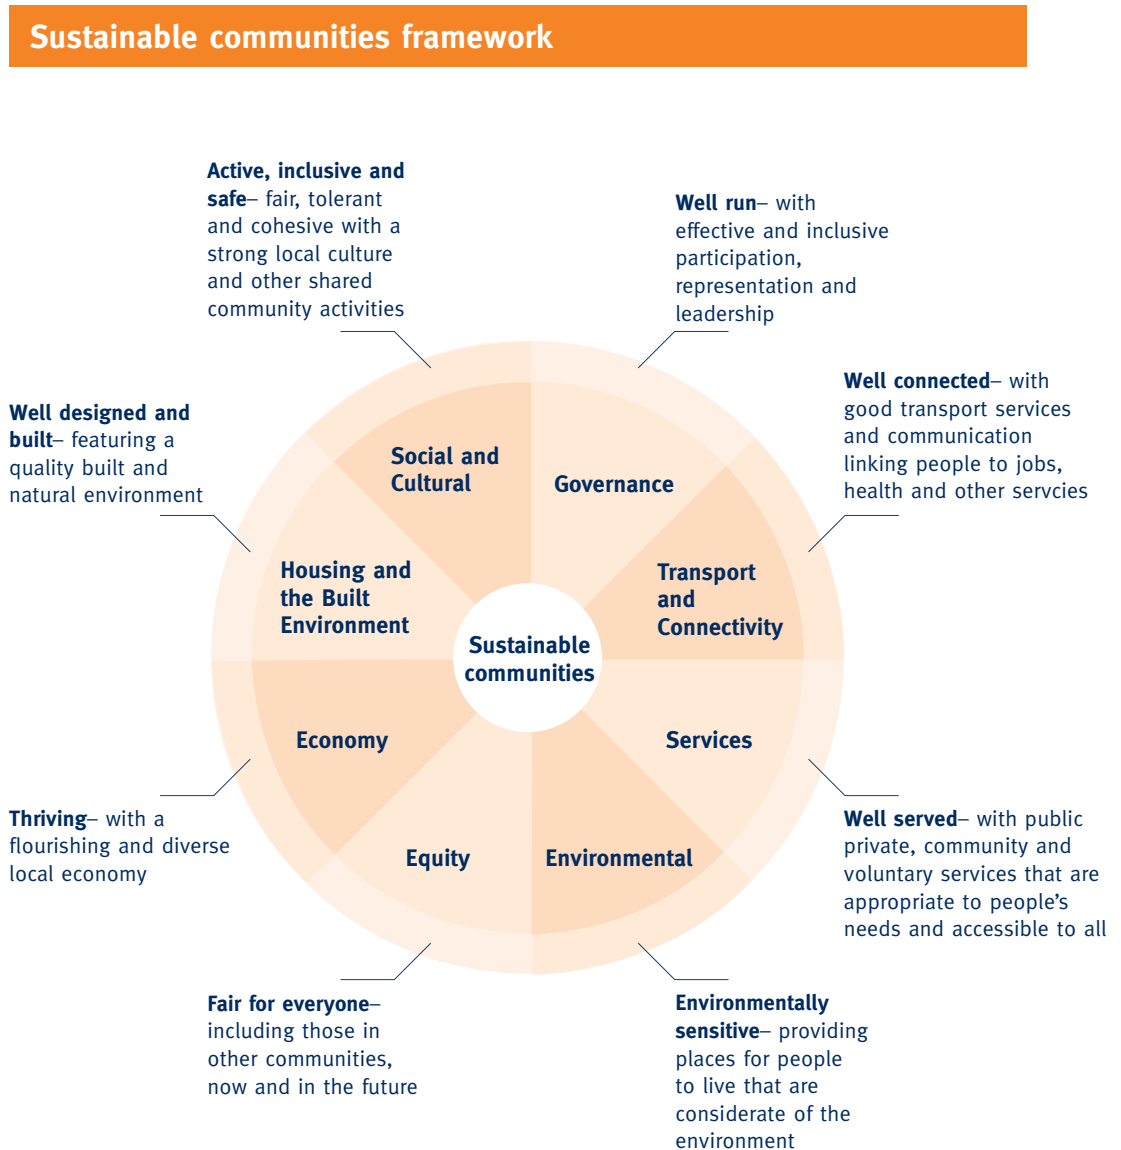 Sustainable communities framework
Active, inclusive and
safe– fair, tolerant
and cohesive with a
strong local culture
and other shared
community activities
Well run– with
effective and inclusive
participation,
representation and
leadership
Well connected– with
good transport services
and communication
linking people to jobs,
health and other servcies
Well designed and
built– featuring a
quality built and
natural environment
Social and
Cultural
Governance
Housing and
the Built
Environment
Transport
and
Connectivity
Sustainable
communities
Economy
Services
Equity
Environmental
Thriving– with a
flourishing and diverse
local economy
Well served– with public
private, community and
voluntary services that are
appropriate to people’s
needs and accessible to all
Fair for everyone–
including those in
other communities,
now and in the future
Environmentally
sensitive– providing
places for people
to live that are
considerate of the
environment